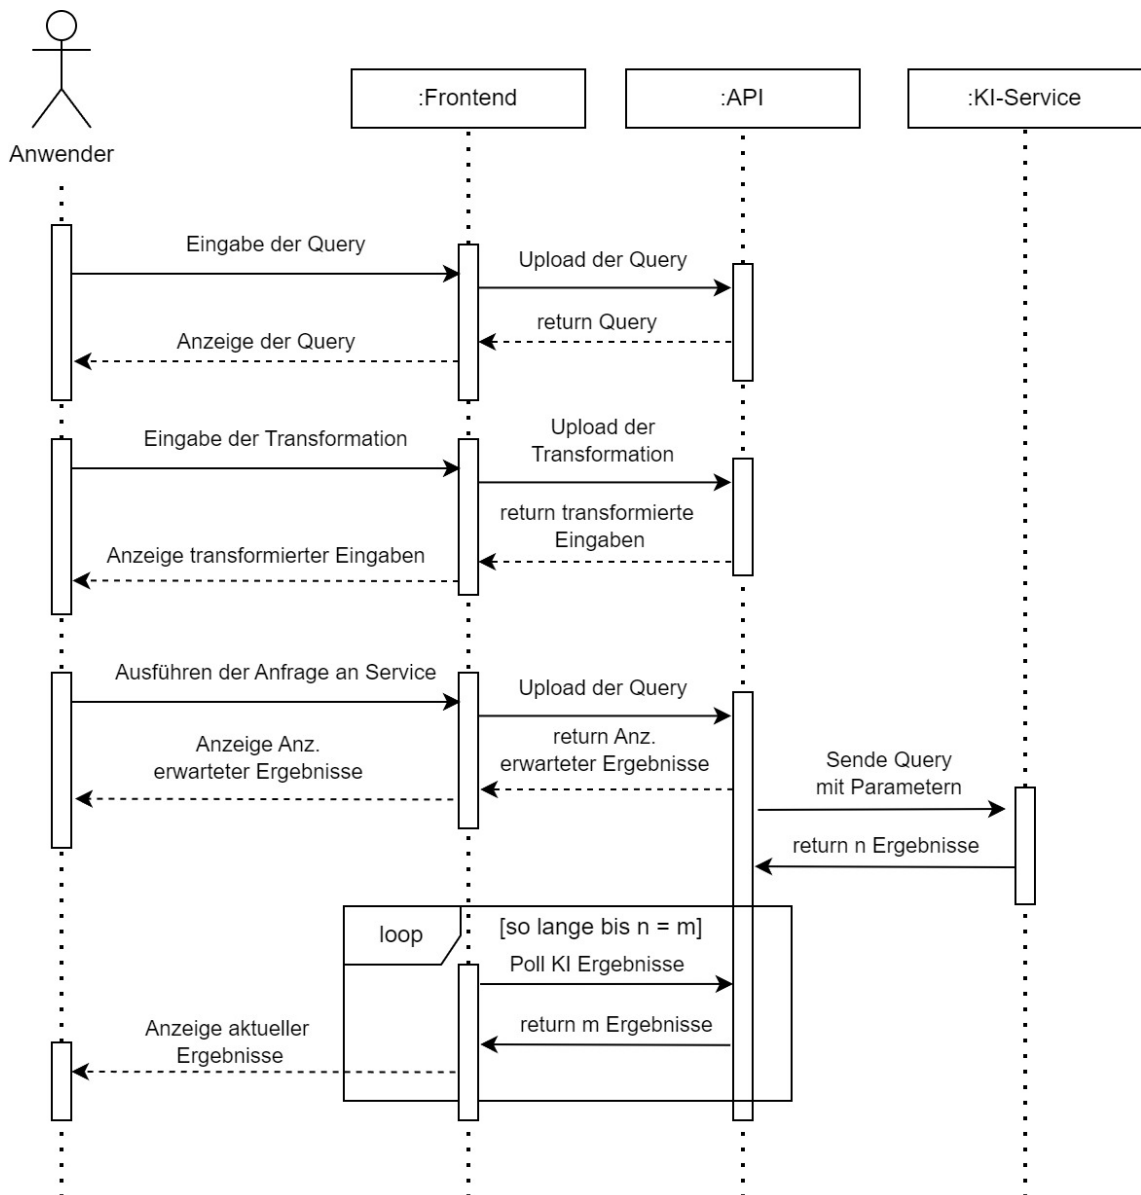 Anwender
:Frontend
:API
:KI-Service
Eingabe der Query
Upload der Query
return Query
Anzeige der Query
Eingabe der Transformation
Upload der
Transformation
return transformierte
Eingaben
Anzeige transformierter Eingaben
Ausführen der Anfrage an Service
Upload der Query
return Anz.
erwarteter Ergebnisse
Anzeige Anz.
erwarteter Ergebnisse
Sende Query
mit Parametern
return n Ergebnisse
loop
[so lange bis n = m]
Poll KI Ergebnisse
return m Ergebnisse
Anzeige aktueller
Ergebnisse